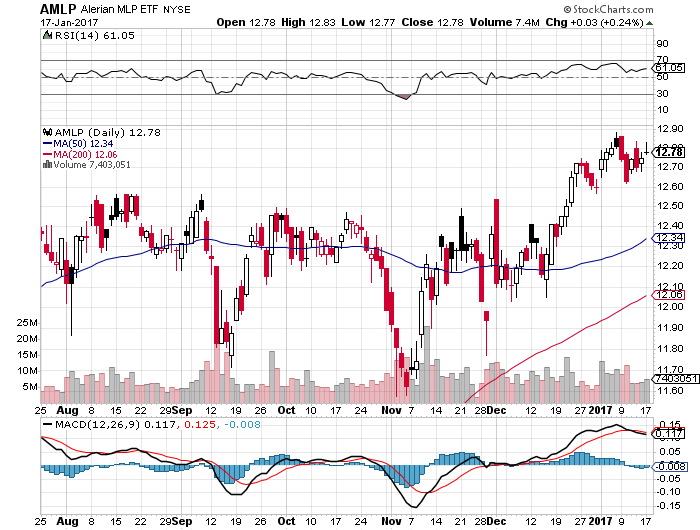 AMLP Alerian MLP ETF NYSE © StockCharts.com
17-Jan-2017 Open 12.78 High 12.83 Low 12.77 Close 12.78 Volume 7.4M Chg +0.03 (+0.24%)
RSI(14) 61.05
90
70
61.05
50
30
10
AMLP (Daily) 12.78
MA(50) 12.34
MA(200) 12.06
Volume 7,403,051
12.90
12.80
12.78
12.70
12.60
12.50
12.40
12.34
12.30
12.20
12.10
12.06
12.00
11.90
11.80
11.70
11.60
25M
20M
15M
10M
5M
7403051
25 Aug 8 15 22 29 Sep 12 19 26 Oct 10 17 24 Nov 7 14 21 28 Dec 12 19 27 2017 9 17
MACD(12,26,9) 0.117, 0.125, -0.008
0.15
0.117
0.10
0.05
-0.008
-0.05
-0.10
-0.15
25 Aug 8 15 22 29 Sep 12 19 26 Oct 10 17 24 Nov 7 14 21 28 Dec 12 19 27 2017 9 17